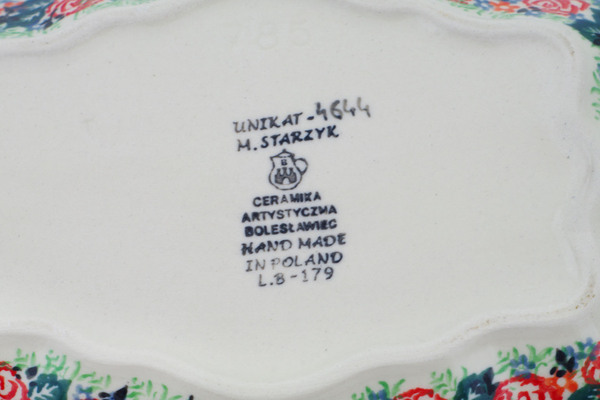 UNIKAT-4644
M. STARZYK
B
CERAMIKA
ARTYSTYCZNA
BOLESŁAWIEC
HAND MADE
IN POLAND
L.B-179